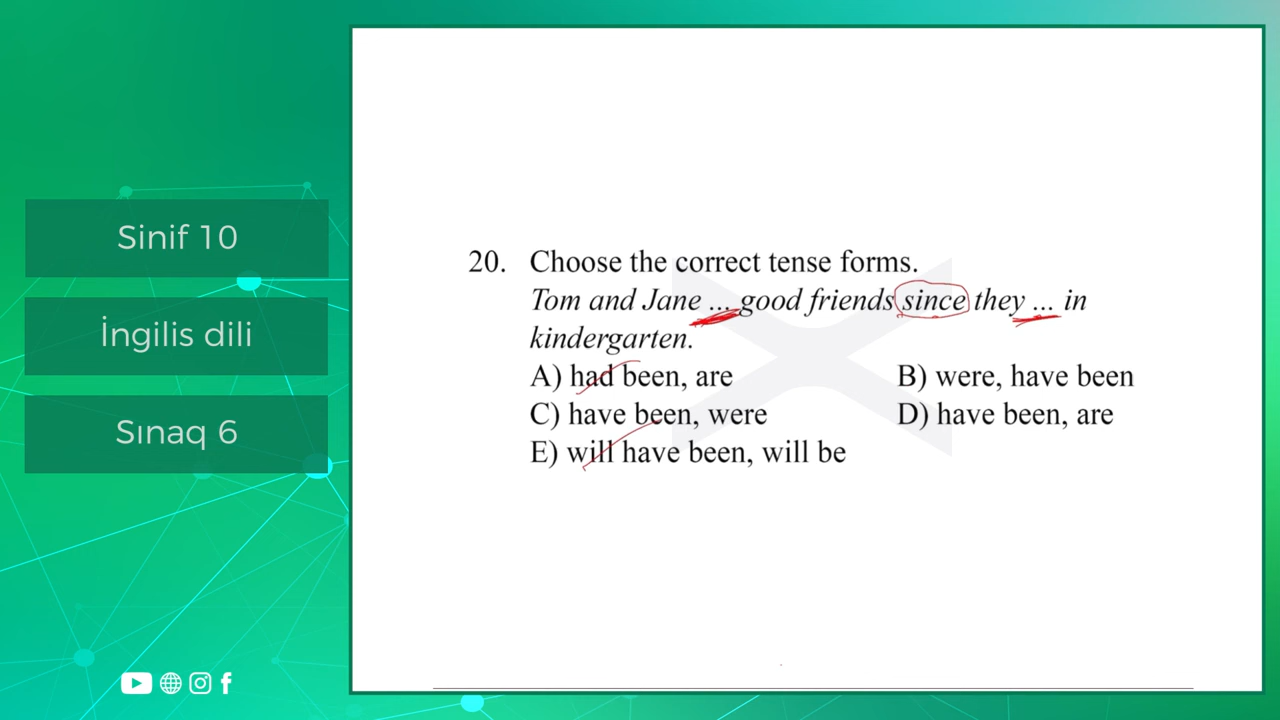 Sinif 10
İngilis dili
Sınaq 6
20. Choose the correct tense forms.
Tom and Jane ... good friends since they ... in
kindergarten.
A) had been, are B) were, have been
C) have been, were D) have been, are
E) will have been, will be